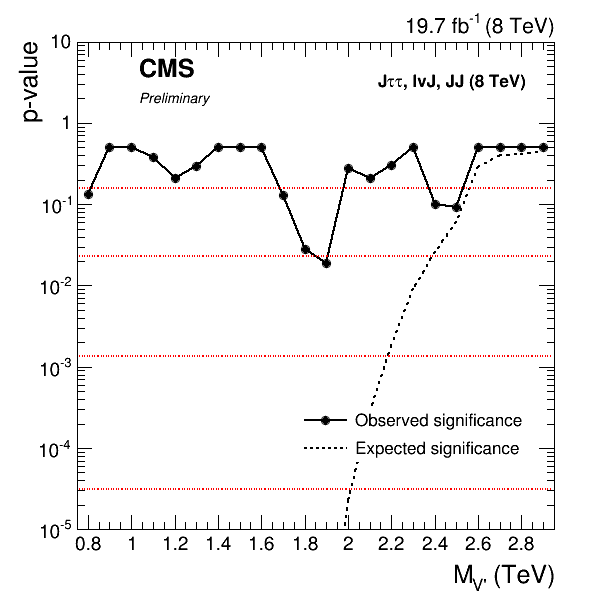 19.7 fb⁻¹ (8 TeV)
CMS
Preliminary
Jττ, lνJ, JJ (8 TeV)
p-value
10
1
10⁻¹
10⁻²
10⁻³
10⁻⁴
10⁻⁵
Observed significance
Expected significance
0.8 1 1.2 1.4 1.6 1.8 2 2.2 2.4 2.6 2.8
M_V' (TeV)